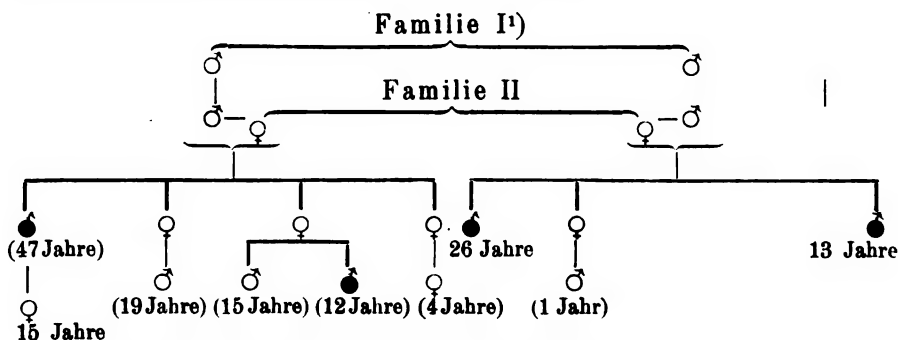 Familie I¹)
Familie II
(47 Jahre)
26 Jahre
13 Jahre
(19 Jahre) (15 Jahre) (12 Jahre) (4 Jahre)
(1 Jahr)
15 Jahre